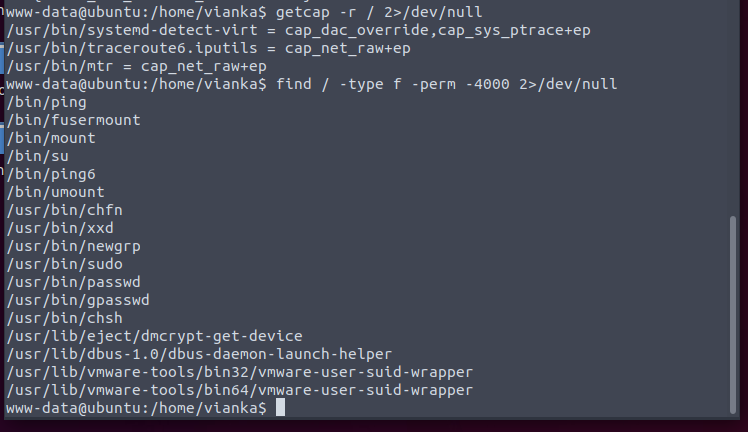 www-data@ubuntu:/home/vianka$ getcap -r / 2>/dev/null
/usr/bin/systemd-detect-virt = cap_dac_override,cap_sys_ptrace+ep
/usr/bin/traceroute6.iputils = cap_net_raw+ep
/usr/bin/mtr = cap_net_raw+ep
www-data@ubuntu:/home/vianka$ find / -type f -perm -4000 2>/dev/null
/bin/ping
/bin/fusermount
/bin/mount
/bin/su
/bin/ping6
/bin/umount
/usr/bin/chfn
/usr/bin/xxd
/usr/bin/newgrp
/usr/bin/sudo
/usr/bin/passwd
/usr/bin/gpasswd
/usr/bin/chsh
/usr/lib/eject/dmcrypt-get-device
/usr/lib/dbus-1.0/dbus-daemon-launch-helper
/usr/lib/vmware-tools/bin32/vmware-user-suid-wrapper
/usr/lib/vmware-tools/bin64/vmware-user-suid-wrapper
www-data@ubuntu:/home/vianka$